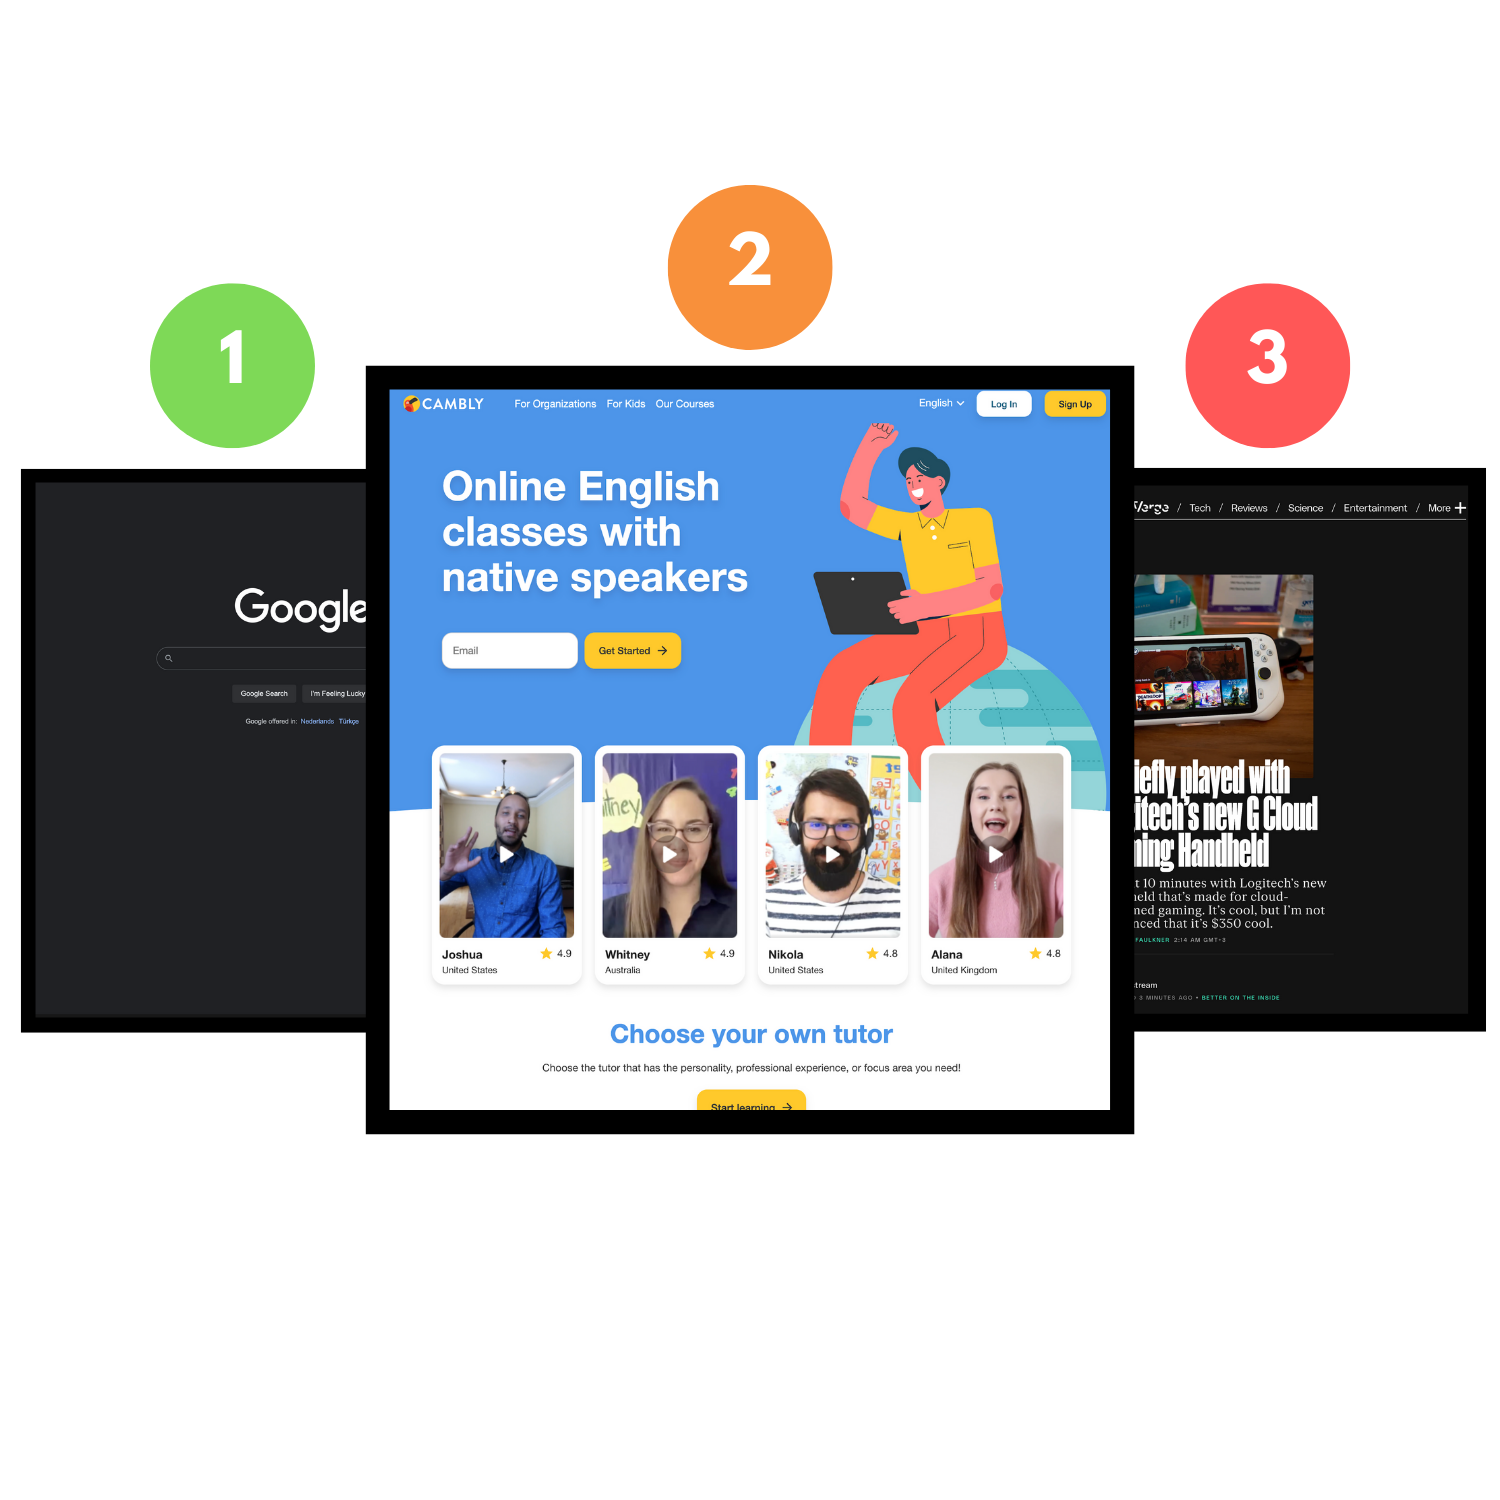 1
2
3
Google
Google Search
I'm Feeling Lucky
Google offered in: Nederlands Türkçe
CAMBLY
For Organizations For Kids Our Courses
English
Log In
Sign Up
Online English
classes with
native speakers
Email
Get Started
Joshua 4.9
United States
Whitney 4.9
Australia
Nikola 4.8
United States
Alana 4.8
United Kingdom
Choose your own tutor
Choose the tutor that has the personality, professional experience, or focus area you need!
Start learning
Verge / Tech / Reviews / Science / Entertainment / More
iefly played with
itech's new G Cloud
ning Handheld
t 10 minutes with Logitech's new
eld that's made for cloud-
ned gaming. It's cool, but I'm not
nced that it's $350 cool.
FAULKNER 2:14 AM GMT+3
tream
3 MINUTES AGO • BETTER ON THE INSIDE